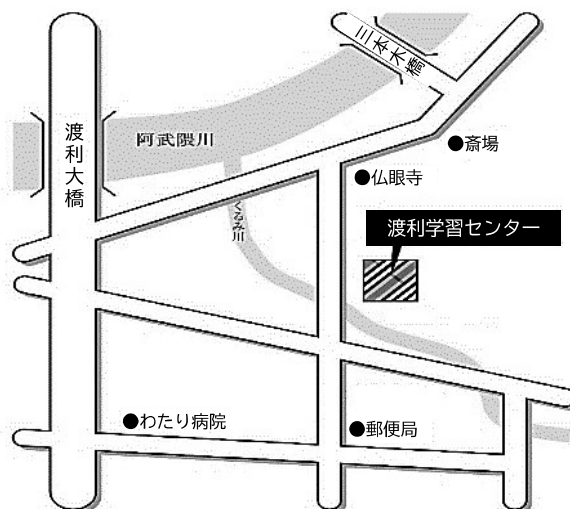 三本木橋
渡利大橋
阿武隈川
●斎場
●仏眼寺
くるみ川
渡利学習センター
●わたり病院
●郵便局